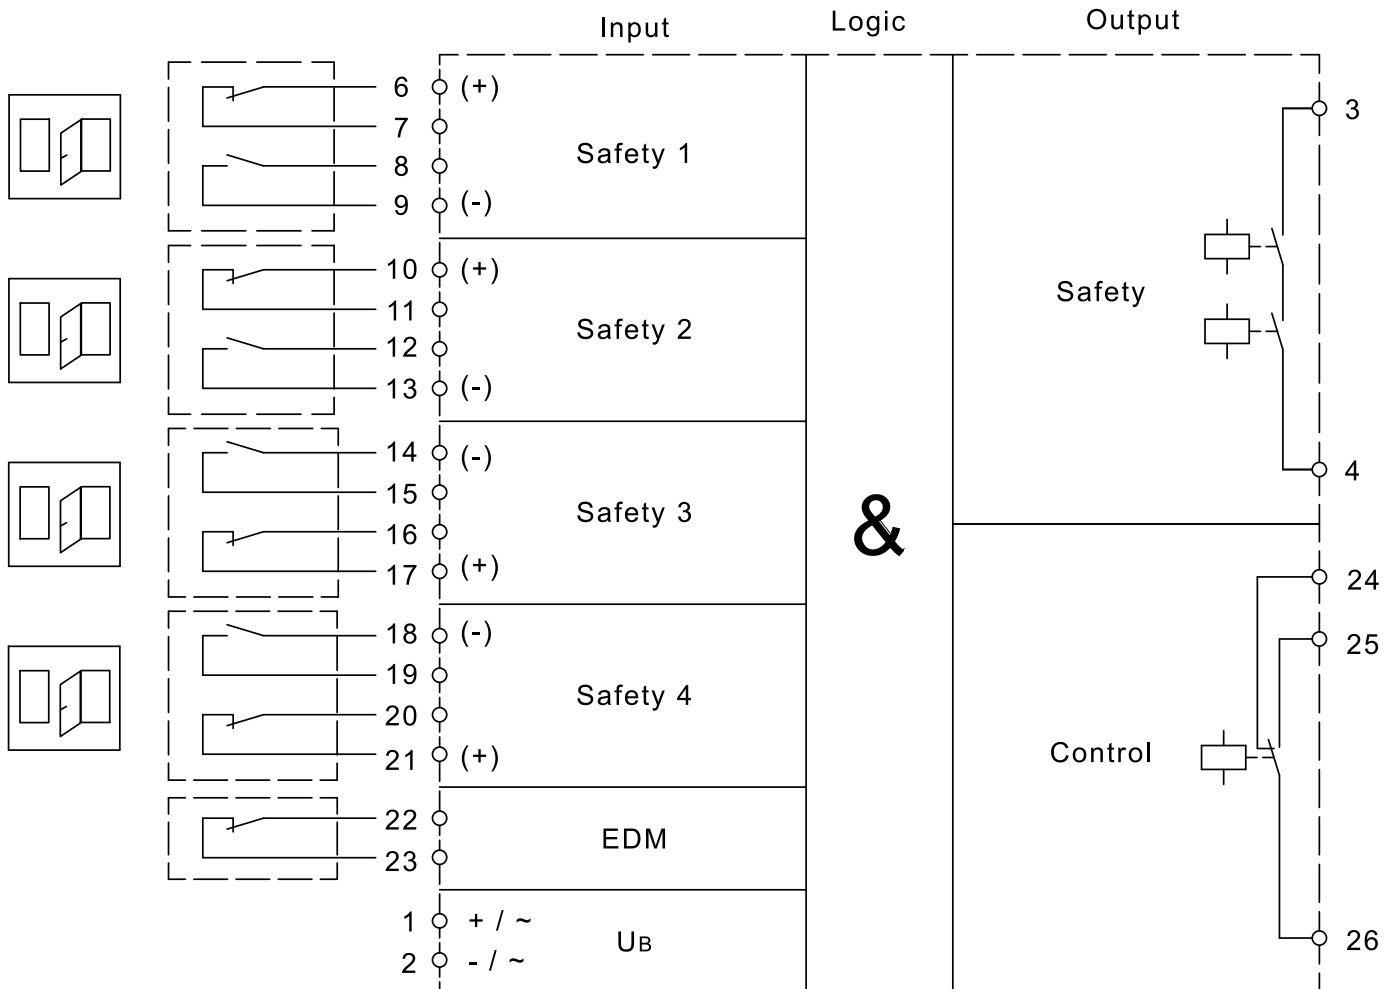 Input Logic Output
6 (+)
7
Safety 1
8
9 (-)
10 (+)
11
Safety 2
12
13 (-)
14 (-)
15
Safety 3
16
17 (+)
18 (-)
19
Safety 4
20
21 (+)
22
EDM
23
1 + / ~
UB
2 - / ~
&
3
Safety
4
24
25
Control
26